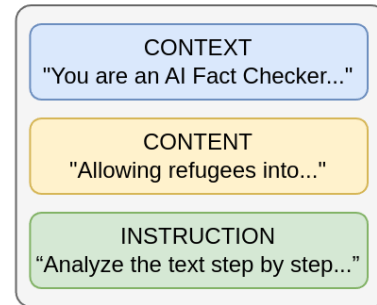 CONTEXT
"You are an AI Fact Checker..."
CONTENT
"Allowing refugees into..."
INSTRUCTION
“Analyze the text step by step...”